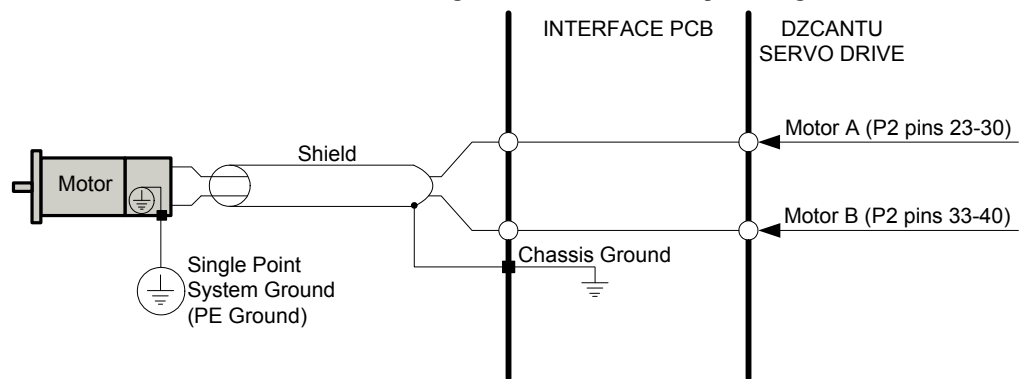 INTERFACE PCB
DZCANTU
SERVO DRIVE
Motor A (P2 pins 23-30)
Shield
Motor
Motor B (P2 pins 33-40)
Chassis Ground
Single Point
System Ground
(PE Ground)